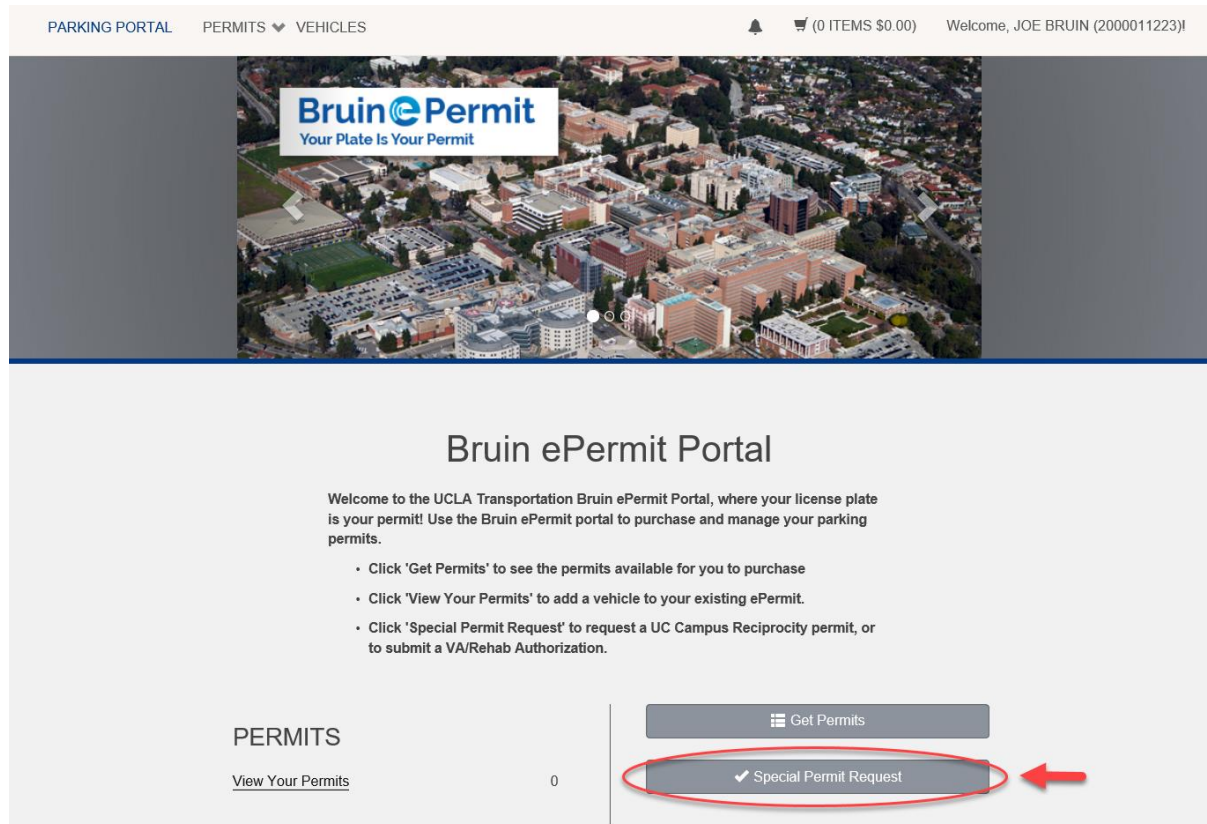 PARKING PORTAL PERMITS VEHICLES (0 ITEMS $0.00) Welcome, JOE BRUIN (2000011223)!
Bruin ePermit
Your Plate Is Your Permit
Bruin ePermit Portal
Welcome to the UCLA Transportation Bruin ePermit Portal, where your license plate
is your permit! Use the Bruin ePermit portal to purchase and manage your parking
permits.
• Click 'Get Permits' to see the permits available for you to purchase
• Click 'View Your Permits' to add a vehicle to your existing ePermit.
• Click 'Special Permit Request' to request a UC Campus Reciprocity permit, or
to submit a VA/Rehab Authorization.
PERMITS
View Your Permits 0
Get Permits
Special Permit Request